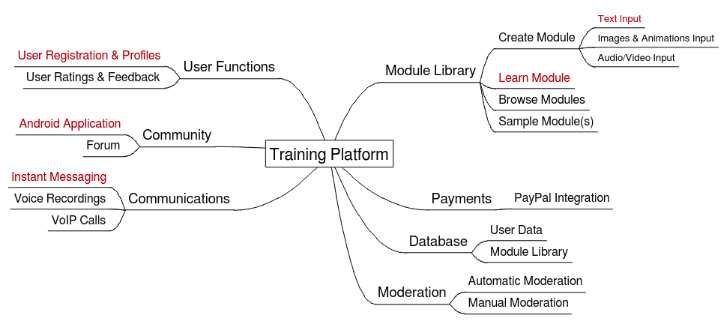 Training Platform
User Functions
User Registration & Profiles
User Ratings & Feedback
Community
Android Application
Forum
Communications
Instant Messaging
Voice Recordings
VoIP Calls
Module Library
Create Module
Text Input
Images & Animations Input
Audio/Video Input
Learn Module
Browse Modules
Sample Module(s)
Payments
PayPal Integration
Database
User Data
Module Library
Moderation
Automatic Moderation
Manual Moderation